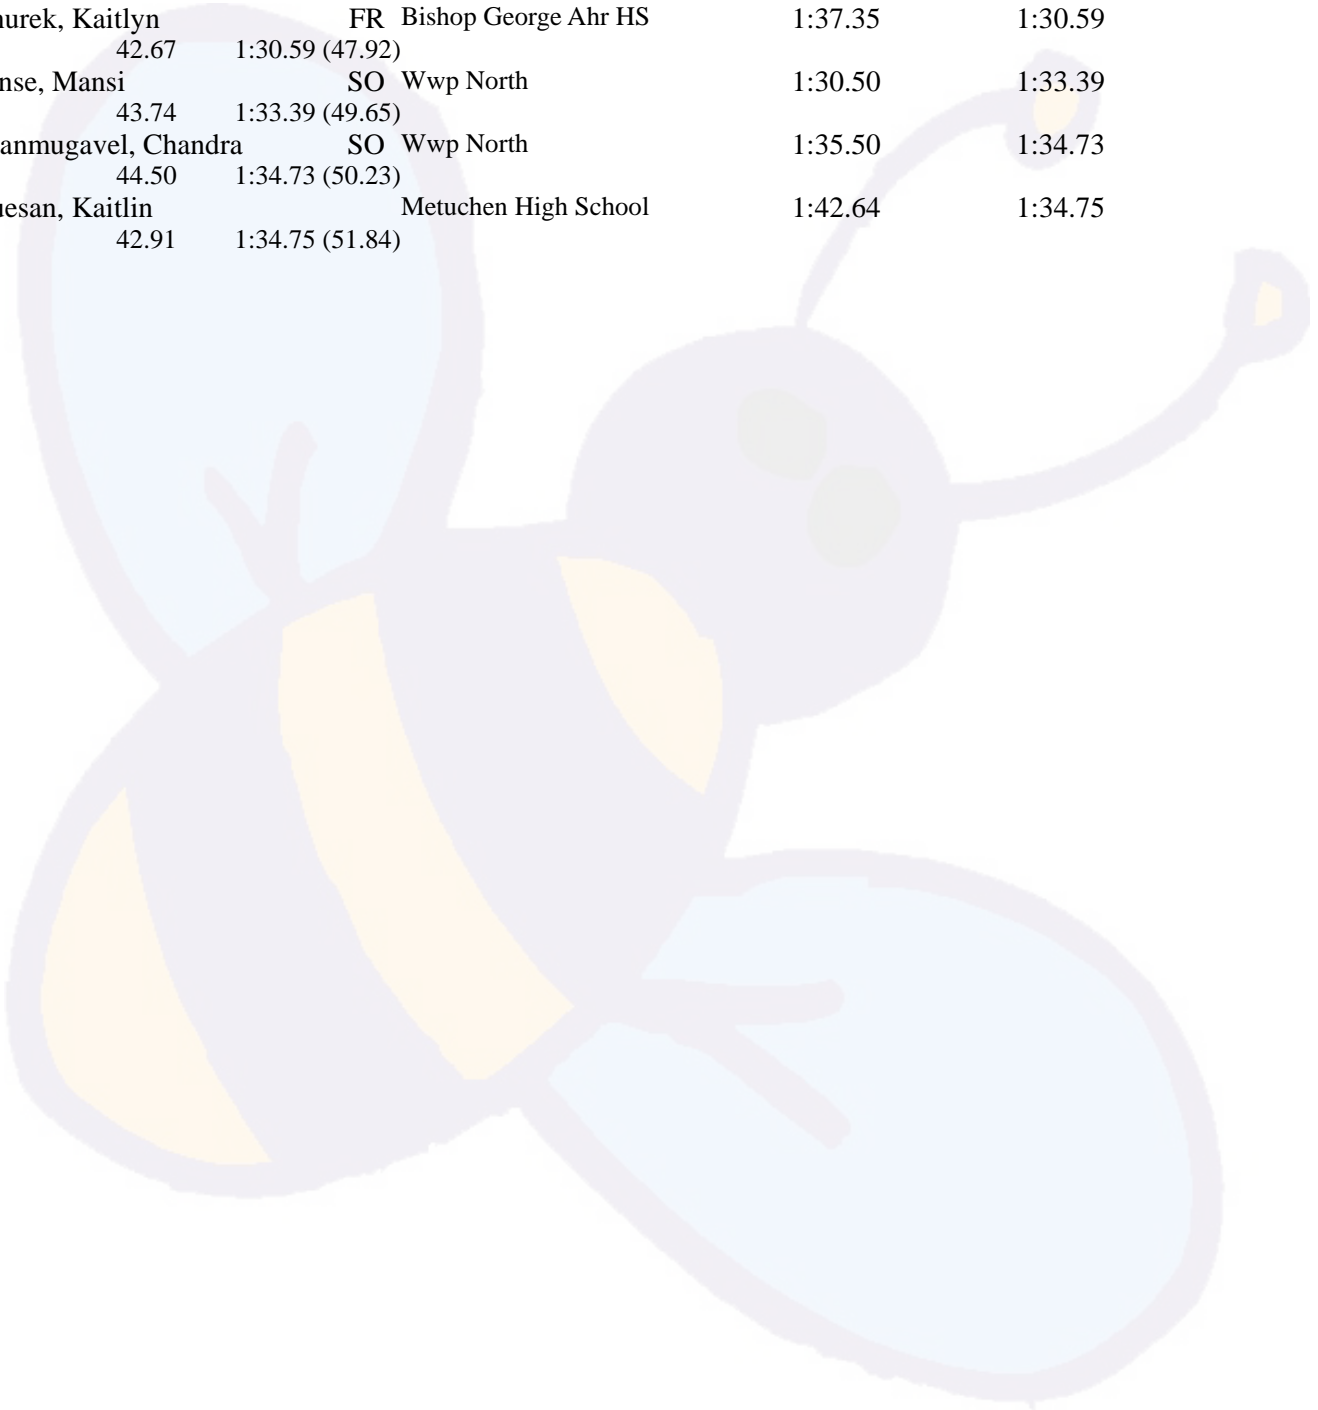 urek, Kaitlyn FR Bishop George Ahr HS 1:37.35 1:30.59
42.67 1:30.59 (47.92)
nse, Mansi SO Wwp North 1:30.50 1:33.39
43.74 1:33.39 (49.65)
anmugavel, Chandra SO Wwp North 1:35.50 1:34.73
44.50 1:34.73 (50.23)
uesan, Kaitlin Metuchen High School 1:42.64 1:34.75
42.91 1:34.75 (51.84)